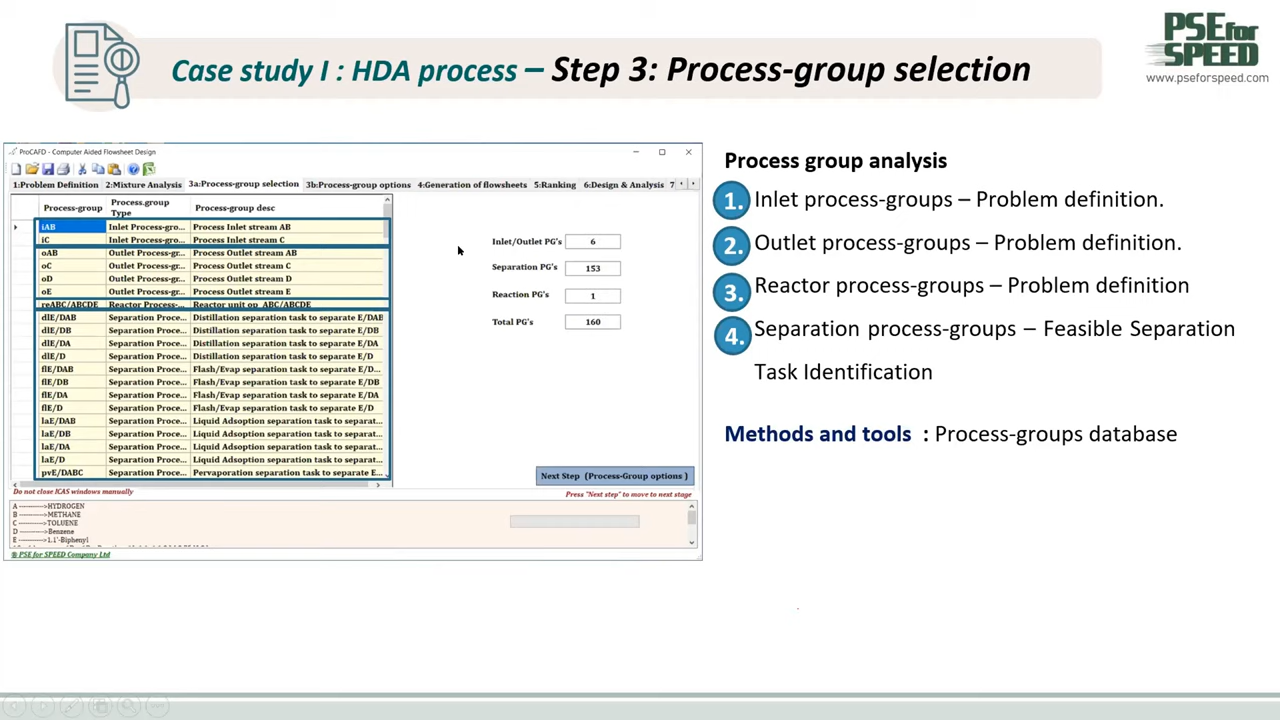 Case study I : HDA process – Step 3: Process-group selection
PSE for
SPEED
www.pseforspeed.com
ProCAFD - Computer Aided Flowsheet Design
1:Problem Definition 2:Mixture Analysis 3a:Process-group selection 3b:Process-group options 4:Generation of flowsheets 5:Ranking 6:Design & Analysis 7
Process-group Process.group Type Process-group desc
iAB Inlet Process-gro... Process Inlet stream AB
iC Inlet Process-gro... Process Inlet stream C
oAB Outlet Process-gro... Process Outlet stream AB
oC Outlet Process-gro... Process Outlet stream C
oD Outlet Process-gro... Process Outlet stream D
oE Outlet Process-gro... Process Outlet stream E
reABC/ABCDE Reactor Process-... Reactor unit op ABC/ABCDE
dlE/DAB Separation Proce... Distillation separation task to separate E/DAB
dlE/DB Separation Proce... Distillation separation task to separate E/DB
dlE/DA Separation Proce... Distillation separation task to separate E/DA
dlE/D Separation Proce... Distillation separation task to separate E/D
flE/DAB Separation Proce... Flash/Evap separation task to separate E/D...
flE/DB Separation Proce... Flash/Evap separation task to separate E/DB
flE/DA Separation Proce... Flash/Evap separation task to separate E/DA
flE/D Separation Proce... Flash/Evap separation task to separate E/D
laE/DAB Separation Proce... Liquid Adsoption separation task to separat...
laE/DB Separation Proce... Liquid Adsoption separation task to separat...
laE/DA Separation Proce... Liquid Adsoption separation task to separat...
laE/D Separation Proce... Liquid Adsoption separation task to separat...
pvE/DABC Separation Proce... Pervaporation separation task to separate E...
Inlet/Outlet PG's 6
Separation PG's 153
Reaction PG's 1
Total PG's 160
Next Step (Process-Group options )
Do not close ICAS windows manually
Press "Next step" to move to next stage
A ----------->HYDROGEN
B ----------->METHANE
C ----------->TOLUENE
D ----------->Benzene
E ----------->1,1'-Biphenyl
® PSE for SPEED Company Ltd
Process group analysis
1. Inlet process-groups – Problem definition.
2. Outlet process-groups – Problem definition.
3. Reactor process-groups – Problem definition
4. Separation process-groups – Feasible Separation
Task Identification
Methods and tools : Process-groups database